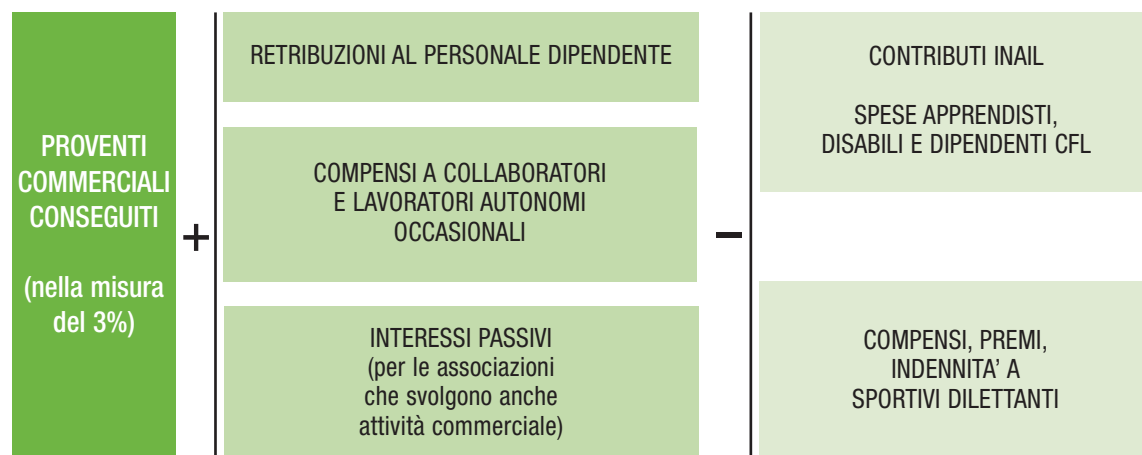 PROVENTI
COMMERCIALI
CONSEGUITI
(nella misura
del 3%)
+
RETRIBUZIONI AL PERSONALE DIPENDENTE
COMPENSI A COLLABORATORI
E LAVORATORI AUTONOMI
OCCASIONALI
INTERESSI PASSIVI
(per le associazioni
che svolgono anche
attività commerciale)
–
CONTRIBUTI INAIL
SPESE APPRENDISTI,
DISABILI E DIPENDENTI CFL
COMPENSI, PREMI,
INDENNITA’ A
SPORTIVI DILETTANTI